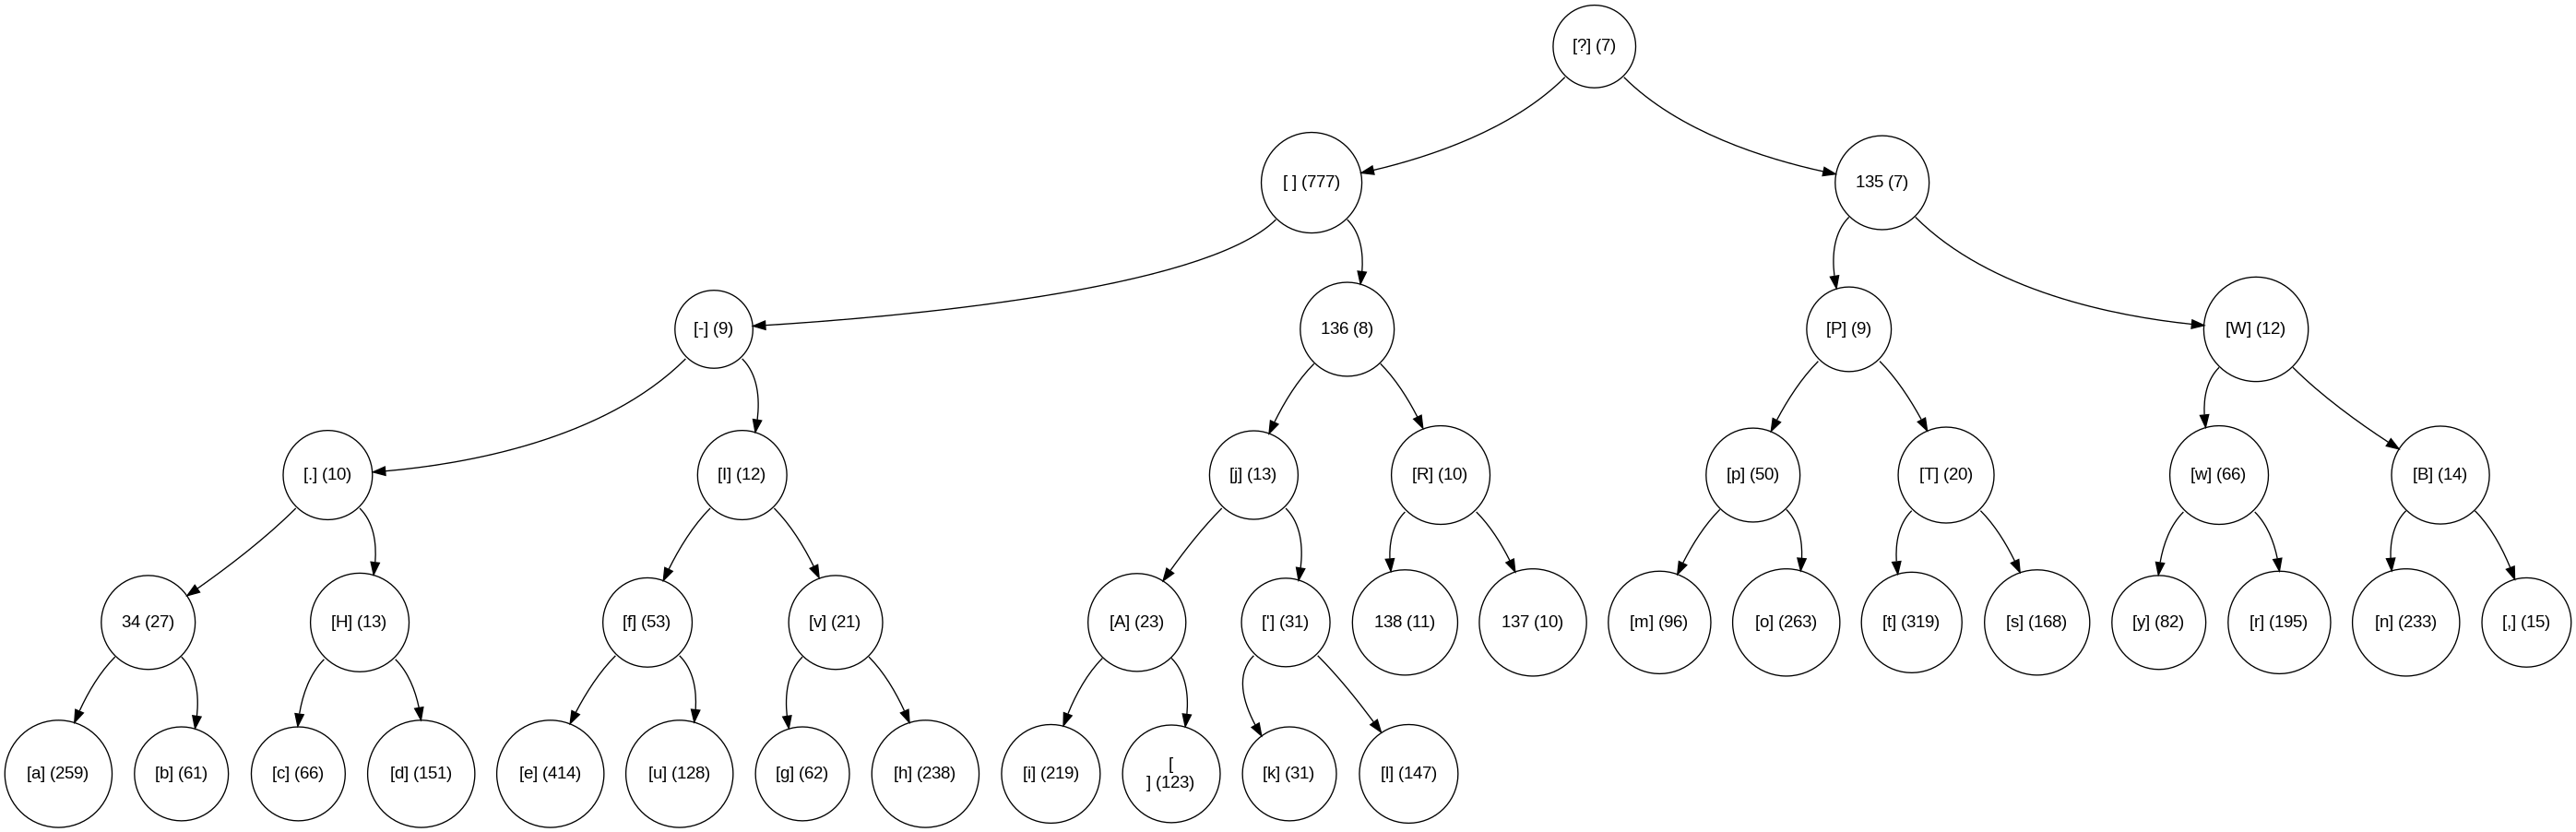 [?] (7)
[ ] (777)
135 (7)
[-] (9)
136 (8)
[P] (9)
[W] (12)
[.] (10)
[I] (12)
[j] (13)
[R] (10)
[p] (50)
[T] (20)
[w] (66)
[B] (14)
34 (27)
[H] (13)
[f] (53)
[v] (21)
[A] (23)
['] (31)
138 (11)
137 (10)
[m] (96)
[o] (263)
[t] (319)
[s] (168)
[y] (82)
[r] (195)
[n] (233)
[,] (15)
[a] (259)
[b] (61)
[c] (66)
[d] (151)
[e] (414)
[u] (128)
[g] (62)
[h] (238)
[i] (219)
[
] (123)
[k] (31)
[l] (147)